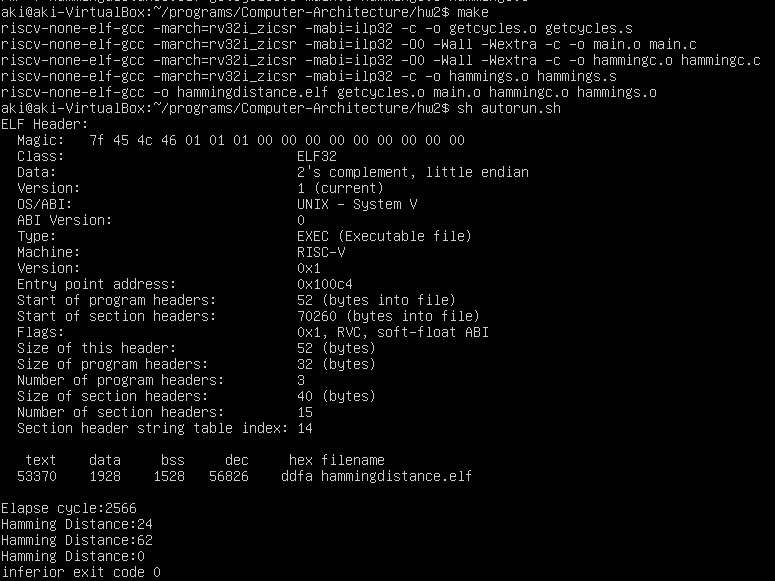 aki@aki-VirtualBox:~/programs/Computer-Architecture/hw2$ make
riscv-none-elf-gcc -march=rv32i_zicsr -mabi=ilp32 -c -o getcycles.o getcycles.s
riscv-none-elf-gcc -march=rv32i_zicsr -mabi=ilp32 -O0 -Wall -Wextra -c -o main.o main.c
riscv-none-elf-gcc -march=rv32i_zicsr -mabi=ilp32 -O0 -Wall -Wextra -c -o hammingc.o hammingc.c
riscv-none-elf-gcc -march=rv32i_zicsr -mabi=ilp32 -c -o hammings.o hammings.s
riscv-none-elf-gcc -o hammingdistance.elf getcycles.o main.o hammingc.o hammings.o
aki@aki-VirtualBox:~/programs/Computer-Architecture/hw2$ sh autorun.sh
ELF Header:
  Magic:   7f 45 4c 46 01 01 01 00 00 00 00 00 00 00 00 00
  Class:                             ELF32
  Data:                              2's complement, little endian
  Version:                           1 (current)
  OS/ABI:                            UNIX - System V
  ABI Version:                       0
  Type:                              EXEC (Executable file)
  Machine:                           RISC-V
  Version:                           0x1
  Entry point address:               0x100c4
  Start of program headers:          52 (bytes into file)
  Start of section headers:          70260 (bytes into file)
  Flags:                             0x1, RVC, soft-float ABI
  Size of this header:               52 (bytes)
  Size of program headers:           32 (bytes)
  Number of program headers:         3
  Size of section headers:           40 (bytes)
  Number of section headers:         15
  Section header string table index: 14
   text    data     bss     dec     hex filename
  53370    1928    1528   56826    ddfa hammingdistance.elf
Elapse cycle:2566
Hamming Distance:24
Hamming Distance:62
Hamming Distance:0
inferior exit code 0